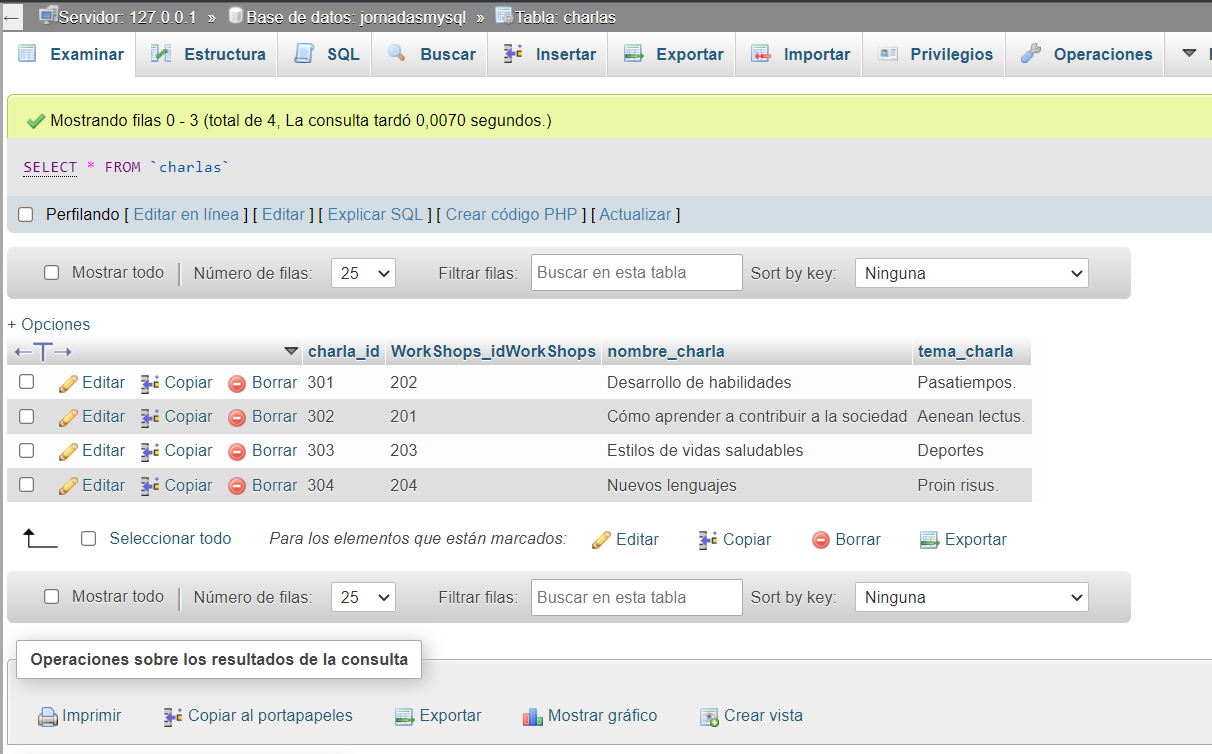 Servidor: 127.0.0.1 » Base de datos: jornadasmysql » Tabla: charlas
Examinar Estructura SQL Buscar Insertar Exportar Importar Privilegios Operaciones
Mostrando filas 0 - 3 (total de 4, La consulta tardó 0,0070 segundos.)
SELECT * FROM `charlas`
Perfilando [ Editar en línea ] [ Editar ] [ Explicar SQL ] [ Crear código PHP ] [ Actualizar ]
Mostrar todo | Número de filas: 25 Filtrar filas: Buscar en esta tabla Sort by key: Ninguna
+ Opciones
←T→ charla_id WorkShops_idWorkShops nombre_charla tema_charla
Editar Copiar Borrar 301 202 Desarrollo de habilidades Pasatiempos.
Editar Copiar Borrar 302 201 Cómo aprender a contribuir a la sociedad Aenean lectus.
Editar Copiar Borrar 303 203 Estilos de vidas saludables Deportes
Editar Copiar Borrar 304 204 Nuevos lenguajes Proin risus.
Seleccionar todo Para los elementos que están marcados: Editar Copiar Borrar Exportar
Mostrar todo | Número de filas: 25 Filtrar filas: Buscar en esta tabla Sort by key: Ninguna
Operaciones sobre los resultados de la consulta
Imprimir Copiar al portapapeles Exportar Mostrar gráfico Crear vista